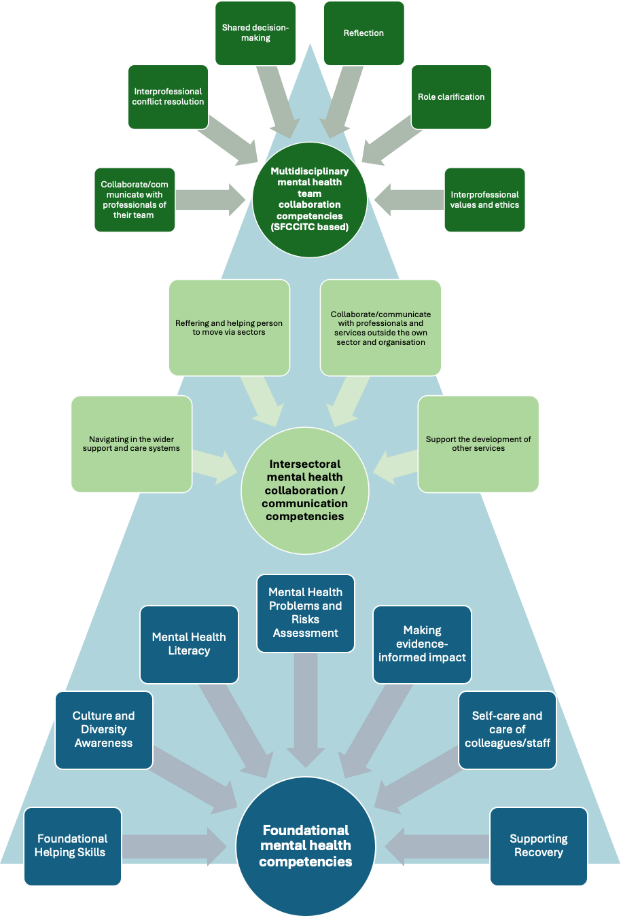 Shared decision-
making
Reflection
Interprofessional
conflict resolution
Role clarification
Collaborate/com
municate with
professionals of
their team
Multidisciplinary
mental health
team
collaboration
competencies
(SFCCITC based)
Interprofessional
values and ethics
Reffering and helping person
to move via sectors
Collaborate/communicate
with professionals and
services outside the own
sector and organisation
Navigating in the wider
support and care systems
Support the development of
other services
Intersectoral
mental health
collaboration /
communication
competencies
Mental Health
Problems and
Risks
Assessment
Mental Health
Literacy
Making
evidence-
informed impact
Culture and
Diversity
Awareness
Self-care and
care of
colleagues/staff
Foundational
Helping Skills
Foundational
mental health
competencies
Supporting
Recovery